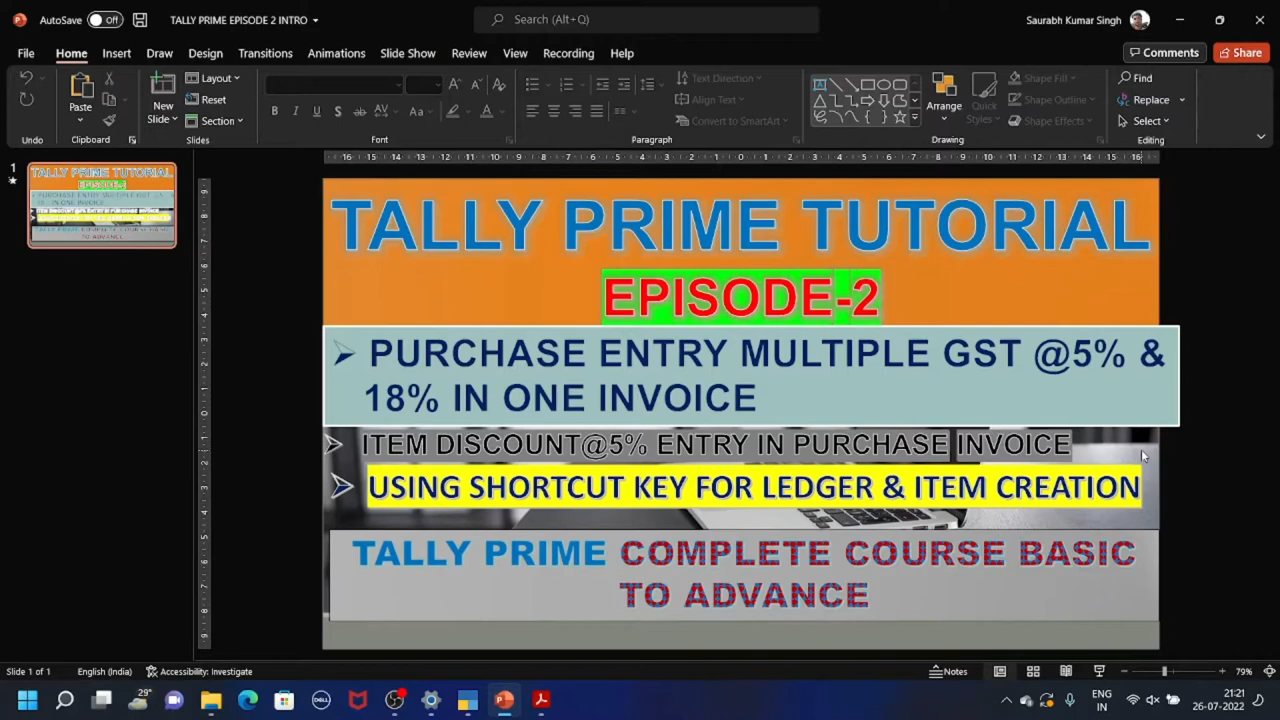 AutoSave Off TALLY PRIME EPISODE 2 INTRO Search (Alt+Q) Saurabh Kumar Singh
File Home Insert Draw Design Transitions Animations Slide Show Review View Recording Help Comments Share
Paste
New
Slide
Layout
Reset
Section
Text Direction
Align Text
Convert to SmartArt
Arrange
Quick
Styles
Shape Fill
Shape Outline
Shape Effects
Find
Replace
Select
Undo Clipboard Slides Font Paragraph Drawing Editing
1
TALLY PRIME TUTORIAL
EPISODE-2
PURCHASE ENTRY MULTIPLE GST @5% &
18% IN ONE INVOICE
ITEM DISCOUNT@5% ENTRY IN PURCHASE INVOICE
USING SHORTCUT KEY FOR LEDGER & ITEM CREATION
TALLY PRIME COMPLETE COURSE BASIC
TO ADVANCE
Slide 1 of 1 English (India) Accessibility: Investigate Notes 79%
29° ENG
IN
21:21
26-07-2022